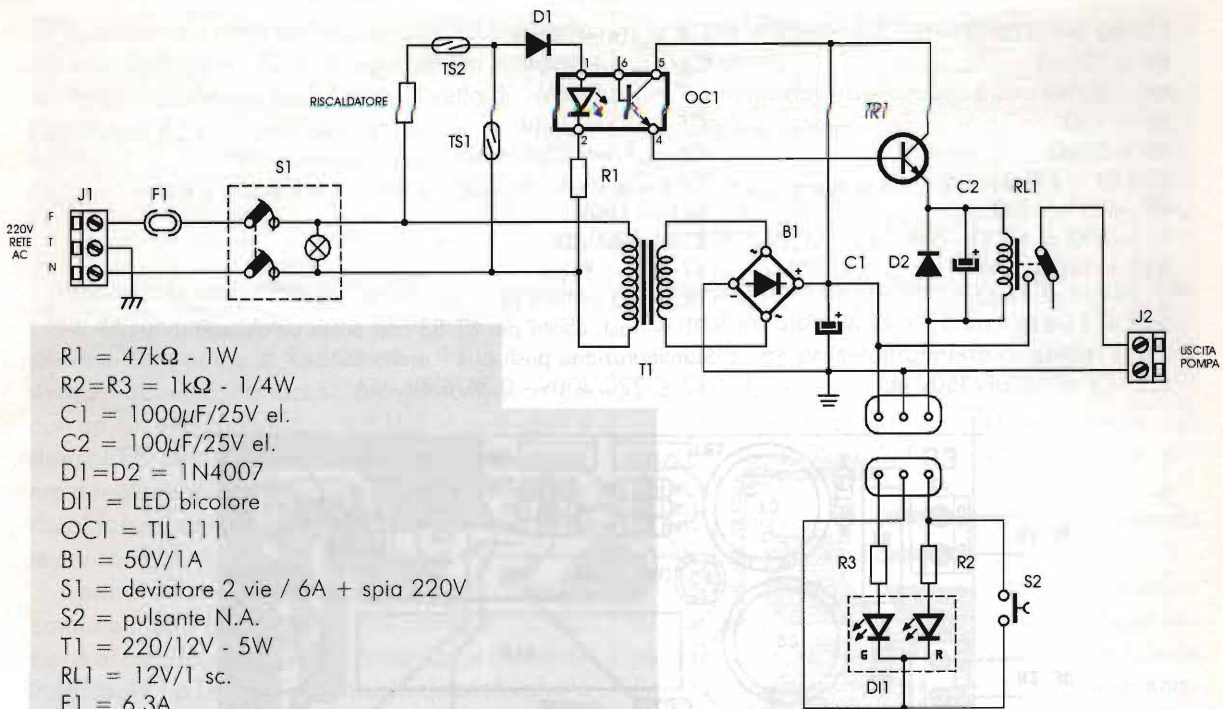 D1
TS2
1
6
5
OC1
2
4
RISCALDATORE
TS1
TR1
S1
R1
J1
F1
C2
RL1
F
T
N
220V
RETE
AC
B1
~
+
-
~
C1
+
D2
+
T1
J2
USCITA
POMPA
R1 = 47kΩ - 1W
R2=R3 = 1kΩ - 1/4W
C1 = 1000μF/25V el.
C2 = 100μF/25V el.
D1=D2 = 1N4007
DI1 = LED bicolore
OC1 = TIL 111
B1 = 50V/1A
S1 = deviatore 2 vie / 6A + spia 220V
S2 = pulsante N.A.
T1 = 220/12V - 5W
RL1 = 12V/1 sc.
F1 = 6,3A
R3
R2
S2
G
R
DI1